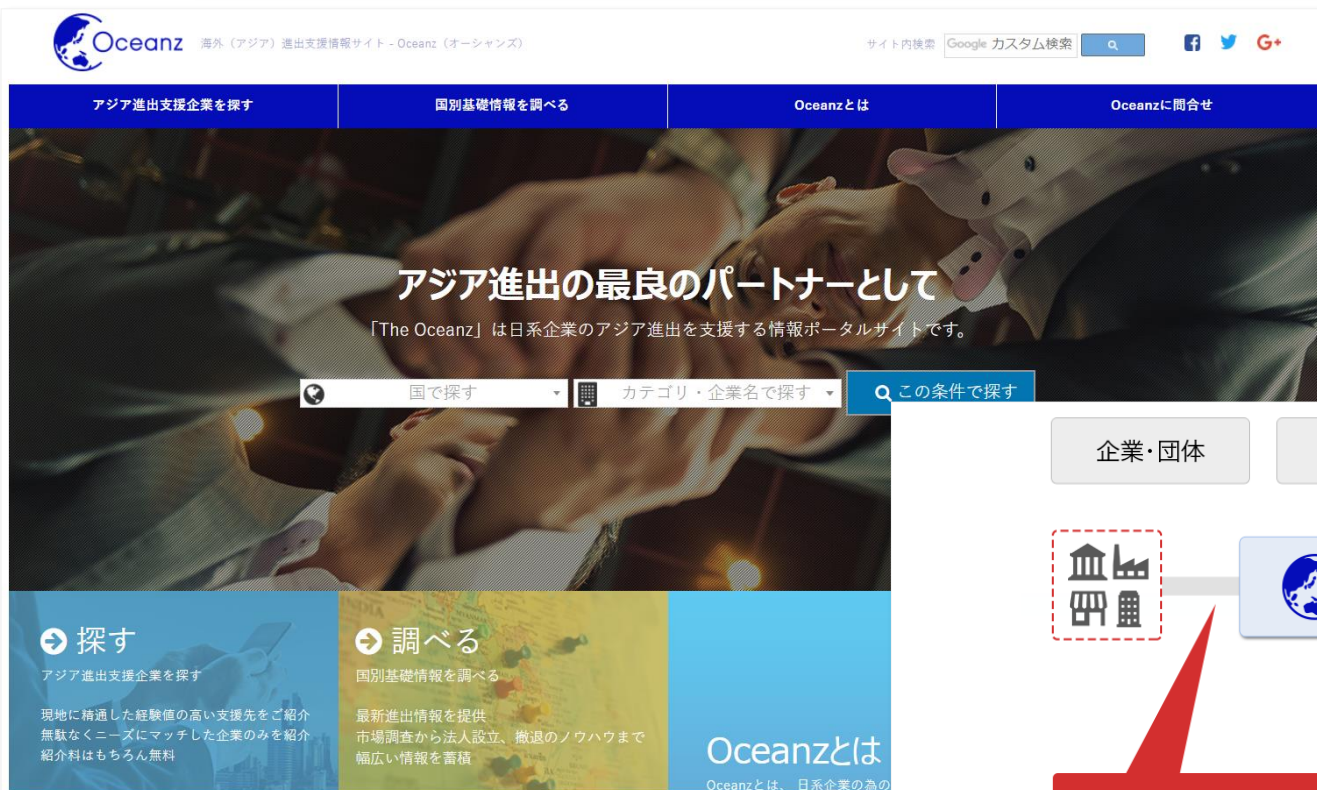 Oceanz
海外（アジア）進出支援情報サイト - Oceanz（オーシャンズ）
サイト内検索
Google カスタム検索
G+
アジア進出支援企業を探す
国別基礎情報を調べる
Oceanzとは
Oceanzに問合せ
アジア進出の最良のパートナーとして
「The Oceanz」は日系企業のアジア進出を支援する情報ポータルサイトです。
国で探す
カテゴリ・企業名で探す
この条件で探す
企業・団体
探す
アジア進出支援企業を探す
現地に精通した経験値の高い支援先をご紹介
無駄なくニーズにマッチした企業のみを紹介
紹介料はもちろん無料
調べる
国別基礎情報を調べる
最新進出情報を提供
市場調査から法人設立、撤退のノウハウまで
幅広い情報を蓄積
Oceanzとは
Oceanzとは、日系企業の為の
INDIA